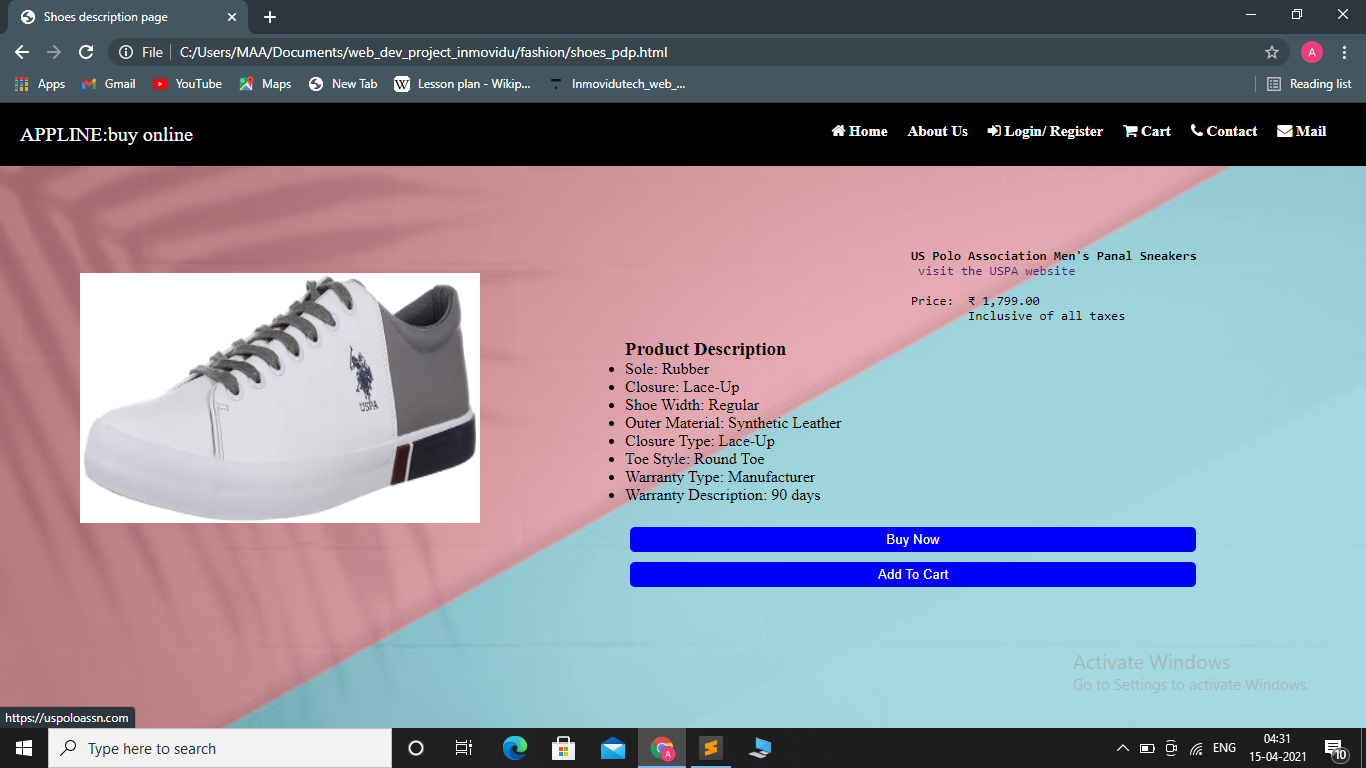 Shoes description page
File C:/Users/MAA/Documents/web_dev_project_inmovidu/fashion/shoes_pdp.html
A
Apps Gmail YouTube Maps New Tab W Lesson plan - Wikip... Inmovidutech_web_... Reading list
APPLINE:buy online Home About Us Login/ Register Cart Contact Mail
US Polo Association Men's Panal Sneakers
visit the USPA website
Price: ₹ 1,799.00
Inclusive of all taxes
USPA
Product Description
• Sole: Rubber
• Closure: Lace-Up
• Shoe Width: Regular
• Outer Material: Synthetic Leather
• Closure Type: Lace-Up
• Toe Style: Round Toe
• Warranty Type: Manufacturer
• Warranty Description: 90 days
Buy Now
Add To Cart
Activate Windows
Go to Settings to activate Windows.
https://uspoloassn.com
Type here to search
A
ENG
04:31
15-04-2021
10